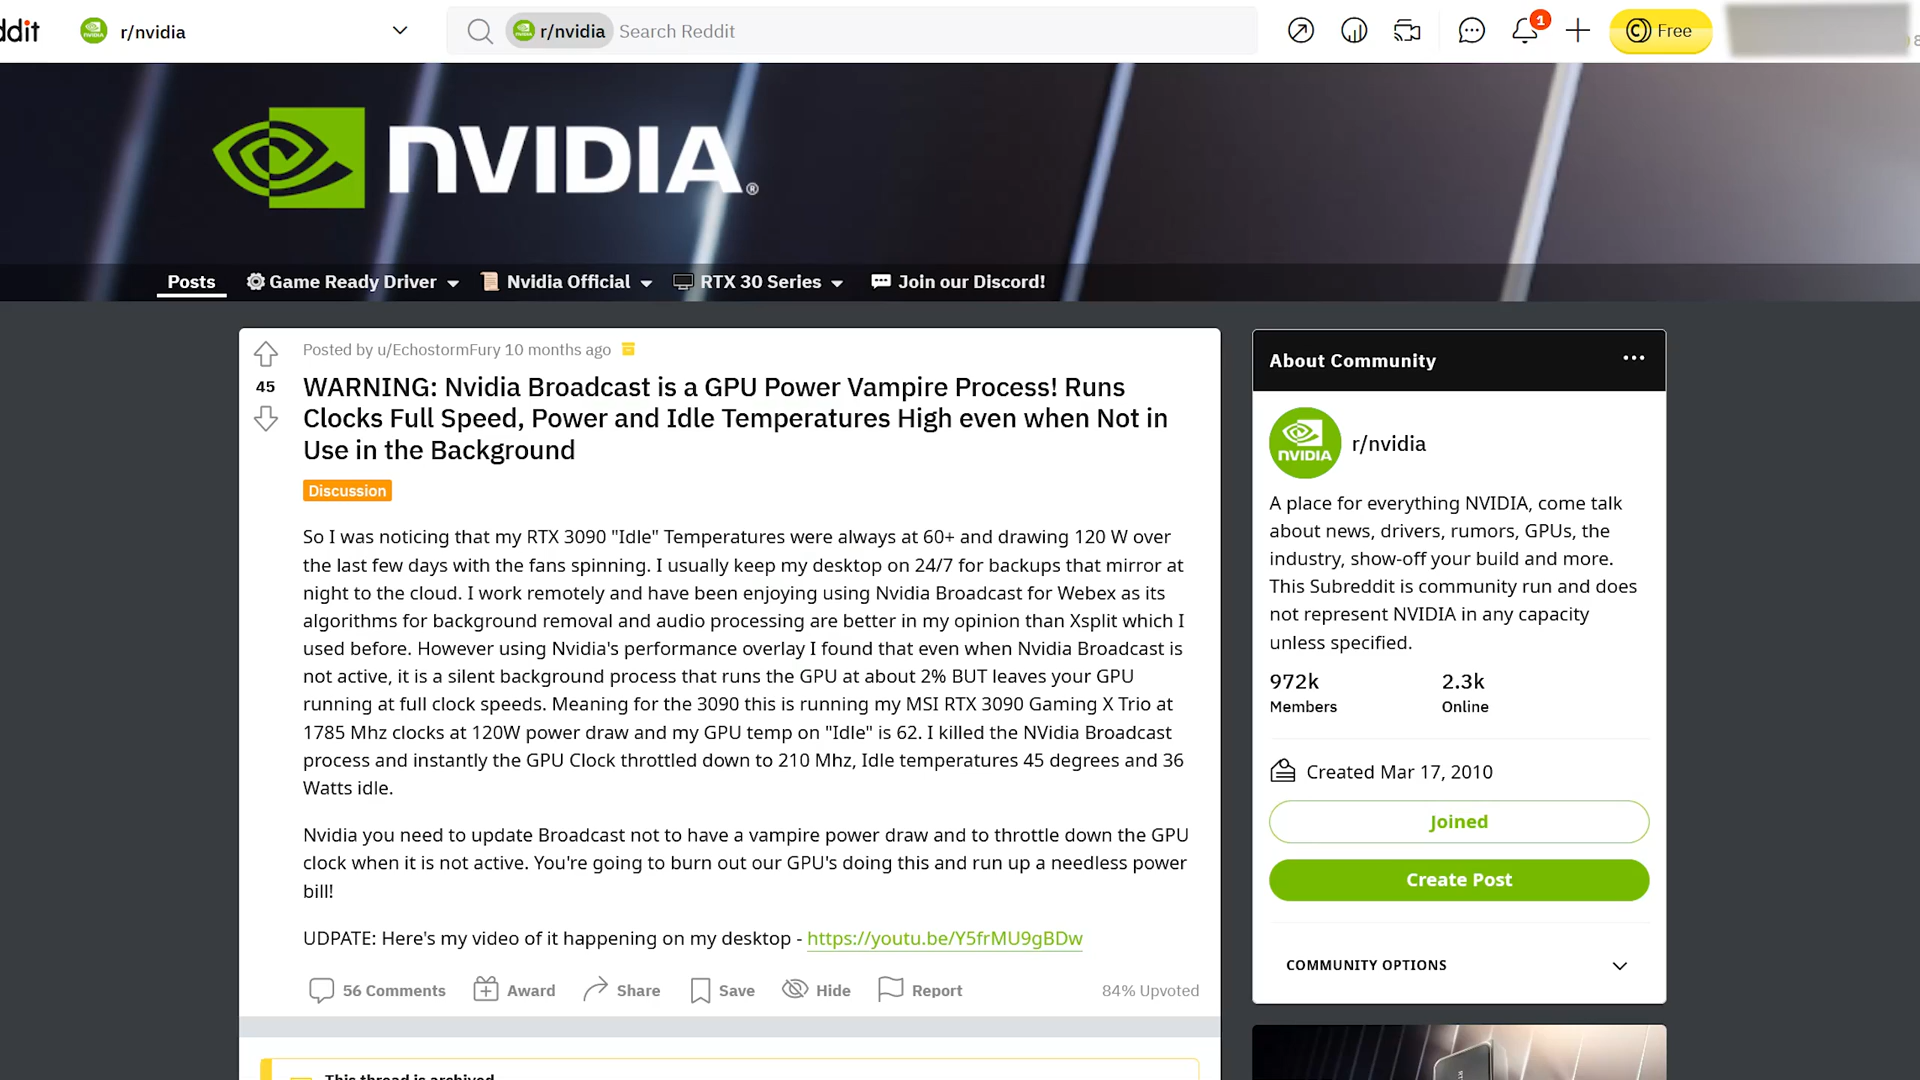 ddit
r/nvidia
r/nvidia Search Reddit
1
Free
8
NVIDIA®
Posts
Game Ready Driver
Nvidia Official
RTX 30 Series
Join our Discord!
45
Posted by u/EchostormFury 10 months ago
WARNING: Nvidia Broadcast is a GPU Power Vampire Process! Runs
Clocks Full Speed, Power and Idle Temperatures High even when Not in
Use in the Background
Discussion
So I was noticing that my RTX 3090 "Idle" Temperatures were always at 60+ and drawing 120 W over
the last few days with the fans spinning. I usually keep my desktop on 24/7 for backups that mirror at
night to the cloud. I work remotely and have been enjoying using Nvidia Broadcast for Webex as its
algorithms for background removal and audio processing are better in my opinion than Xsplit which I
used before. However using Nvidia's performance overlay I found that even when Nvidia Broadcast is
not active, it is a silent background process that runs the GPU at about 2% BUT leaves your GPU
running at full clock speeds. Meaning for the 3090 this is running my MSI RTX 3090 Gaming X Trio at
1785 Mhz clocks at 120W power draw and my GPU temp on "Idle" is 62. I killed the NVidia Broadcast
process and instantly the GPU Clock throttled down to 210 Mhz, Idle temperatures 45 degrees and 36
Watts idle.
Nvidia you need to update Broadcast not to have a vampire power draw and to throttle down the GPU
clock when it is not active. You're going to burn out our GPU's doing this and run up a needless power
bill!
UDPATE: Here's my video of it happening on my desktop - https://youtu.be/Y5frMU9gBDw
56 Comments
Award
Share
Save
Hide
Report
84% Upvoted
This thread is archived
About Community
NVIDIA
r/nvidia
A place for everything NVIDIA, come talk
about news, drivers, rumors, GPUs, the
industry, show-off your build and more.
This Subreddit is community run and does
not represent NVIDIA in any capacity
unless specified.
972k
Members
2.3k
Online
Created Mar 17, 2010
Joined
Create Post
COMMUNITY OPTIONS